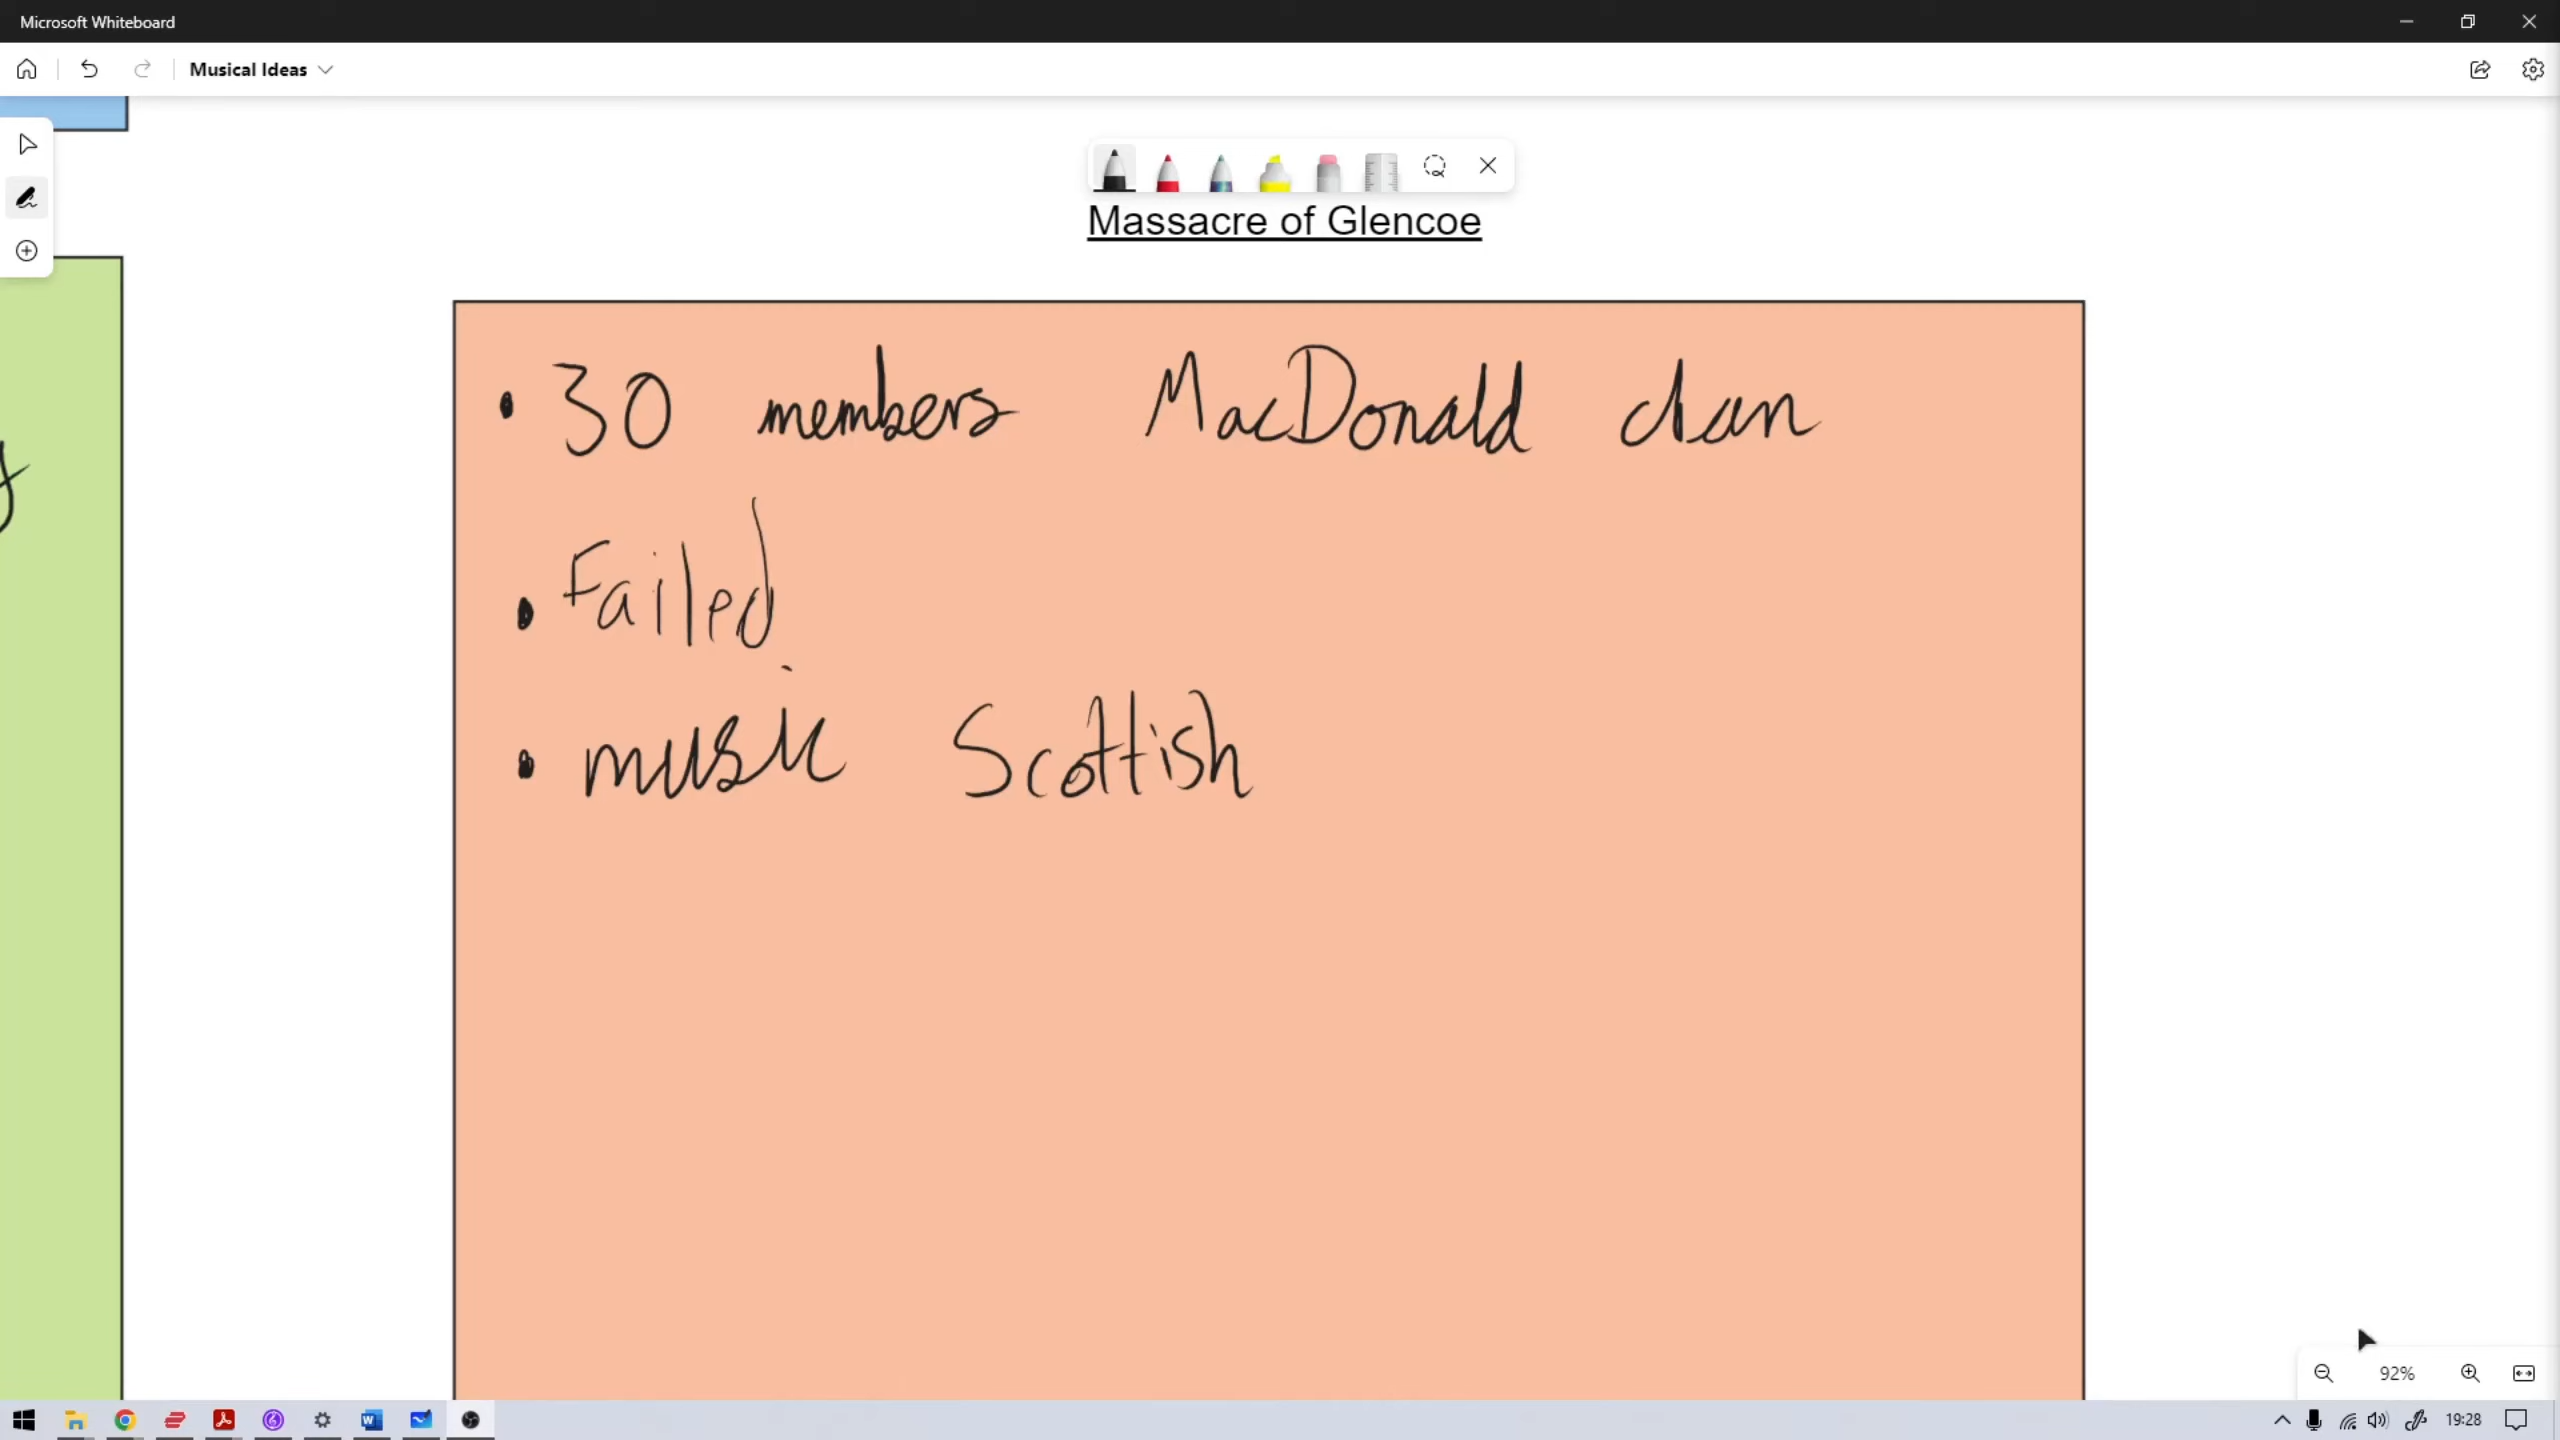 Microsoft Whiteboard
Musical Ideas
Massacre of Glencoe
• 30 members MacDonald clan
• Failed
• music Scottish
92%
19:28